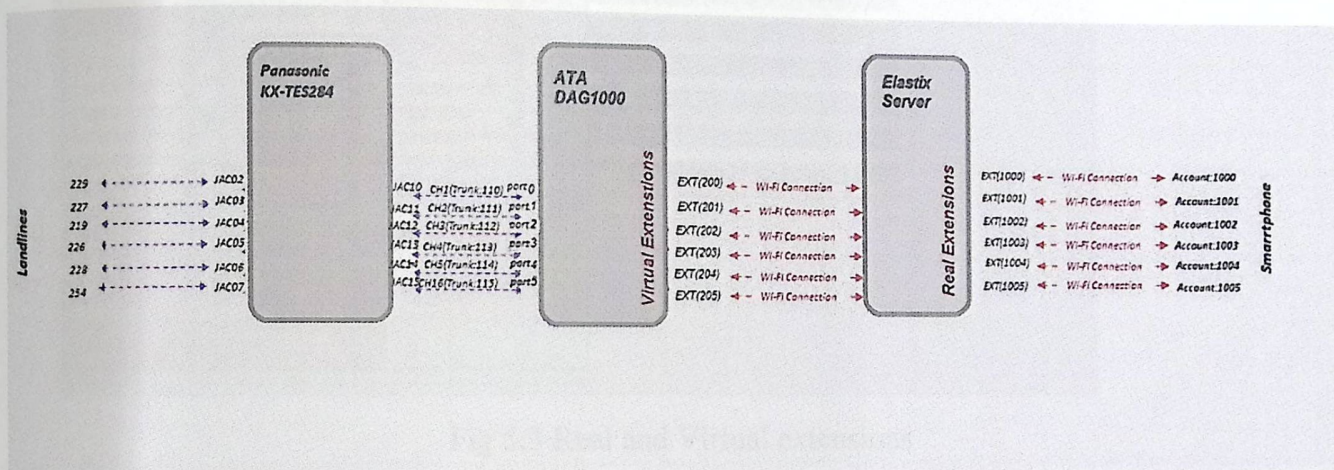 Panasonic
KX-TES284
ATA
DAG1000
Elastix
Server
Landlines
229 JAC02
227 JAC03
219 JAC04
226 JAC05
228 JAC06
254 JAC07
JAC10 CH1(Trunk:110) port0
JAC11 CH2(Trunk:111) port1
JAC12 CH3(Trunk:112) port2
JAC13 CH4(Trunk:113) port3
JAC14 CH5(Trunk:114) port4
JAC15 CH16(Trunk:115) port5
Virtual Extenstions
EXT(200) Wi-Fi Connection
EXT(201) Wi-Fi Connection
EXT(202) Wi-Fi Connection
EXT(203) Wi-Fi Connection
EXT(204) Wi-Fi Connection
EXT(205) Wi-Fi Connection
Real Extensions
EXT(1000) Wi-Fi Connection Account:1000
EXT(1001) Wi-Fi Connection Account:1001
EXT(1002) Wi-Fi Connection Account:1002
EXT(1003) Wi-Fi Connection Account:1003
EXT(1004) Wi-Fi Connection Account:1004
EXT(1005) Wi-Fi Connection Account:1005
Smarrtphone
Real and Virtual extensions